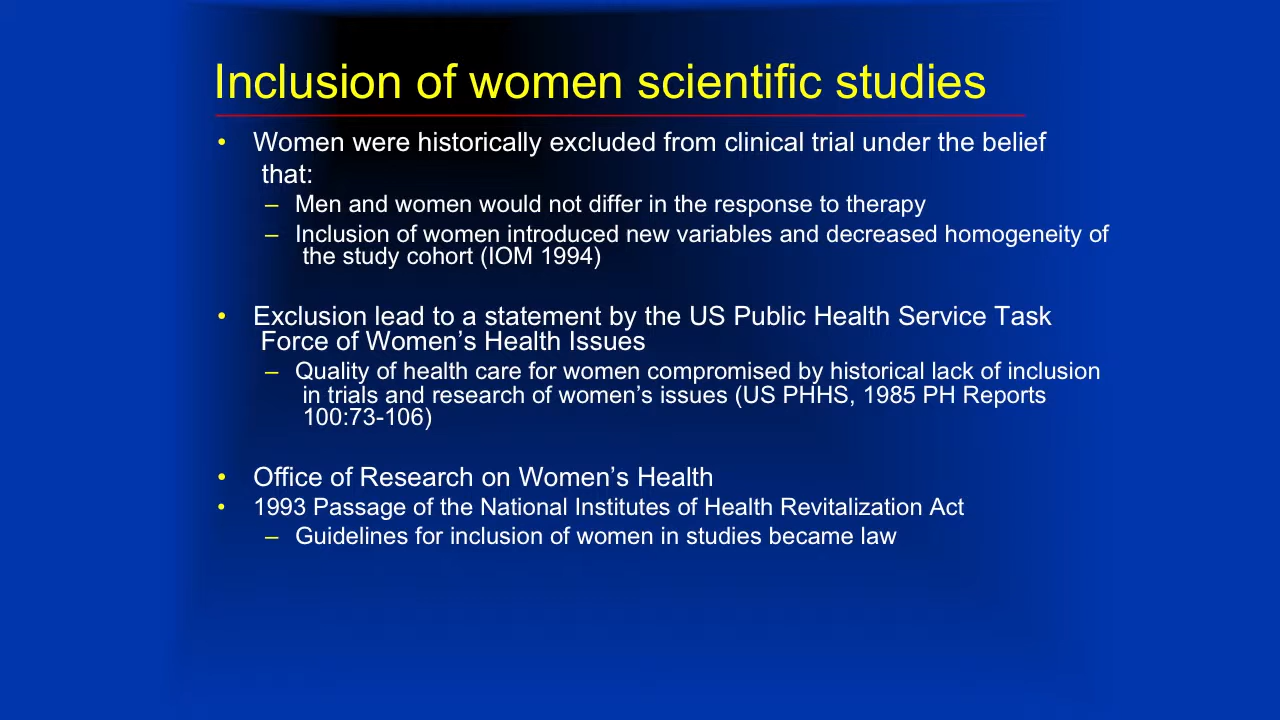 Inclusion of women scientific studies
• Women were historically excluded from clinical trial under the belief
that:
– Men and women would not differ in the response to therapy
– Inclusion of women introduced new variables and decreased homogeneity of
the study cohort (IOM 1994)
• Exclusion lead to a statement by the US Public Health Service Task
Force of Women’s Health Issues
– Quality of health care for women compromised by historical lack of inclusion
in trials and research of women’s issues (US PHHS, 1985 PH Reports
100:73-106)
• Office of Research on Women’s Health
• 1993 Passage of the National Institutes of Health Revitalization Act
– Guidelines for inclusion of women in studies became law